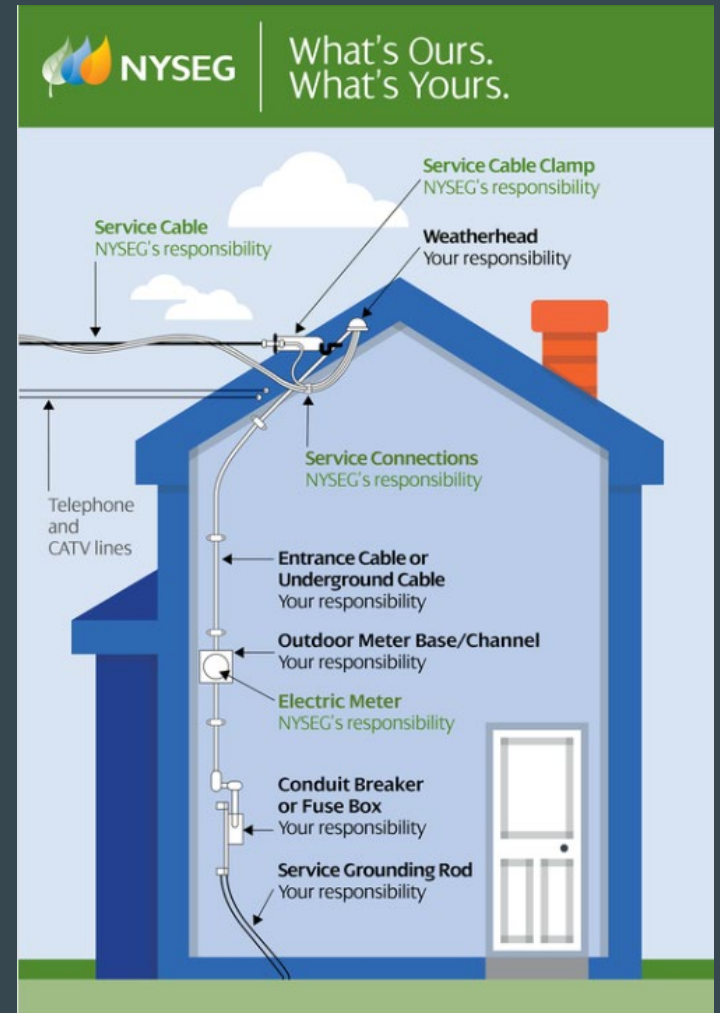 NYSEG
What's Ours.
What's Yours.
Service Cable Clamp
NYSEG's responsibility
Service Cable
NYSEG's responsibility
Weatherhead
Your responsibility
Service Connections
NYSEG's responsibility
Telephone
and
CATV lines
Entrance Cable or
Underground Cable
Your responsibility
Outdoor Meter Base/Channel
Your responsibility
Electric Meter
NYSEG's responsibility
Conduit Breaker
or Fuse Box
Your responsibility
Service Grounding Rod
Your responsibility